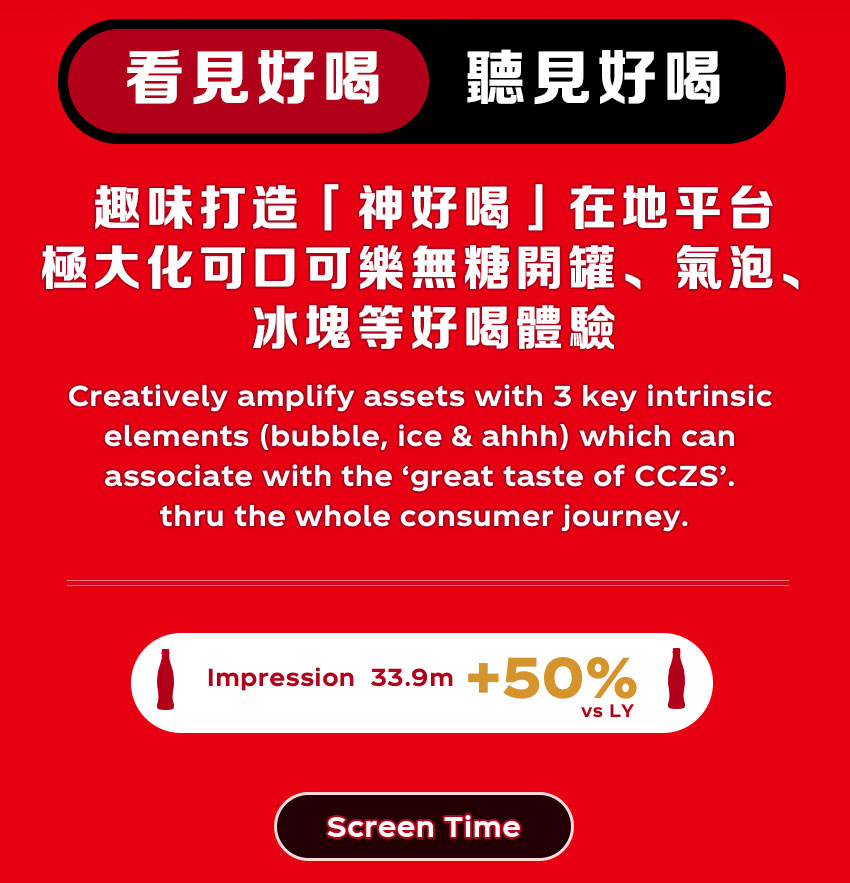 看見好喝 聽見好喝
趣味打造「神好喝」在地平台
極大化可口可樂無糖開罐、氣泡、
冰塊等好喝體驗
Creatively amplify assets with 3 key intrinsic
elements (bubble, ice & ahhh) which can
associate with the ‘great taste of CCZS’.
thru the whole consumer journey.
Impression 33.9m +50%
vs LY
Screen Time